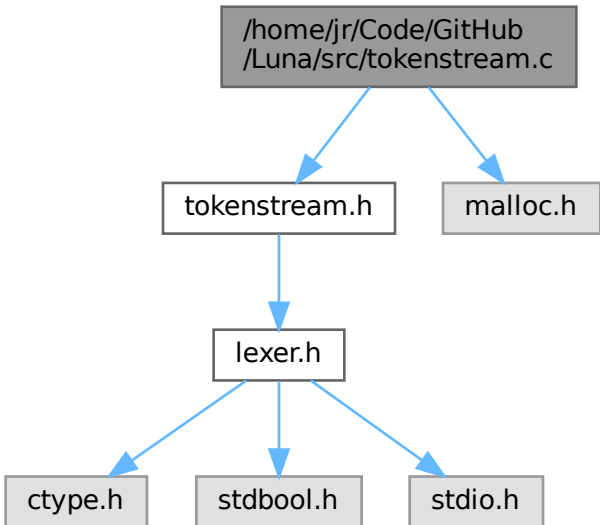 /home/jr/Code/GitHub
/Luna/src/tokenstream.c
tokenstream.h
malloc.h
lexer.h
ctype.h
stdbool.h
stdio.h